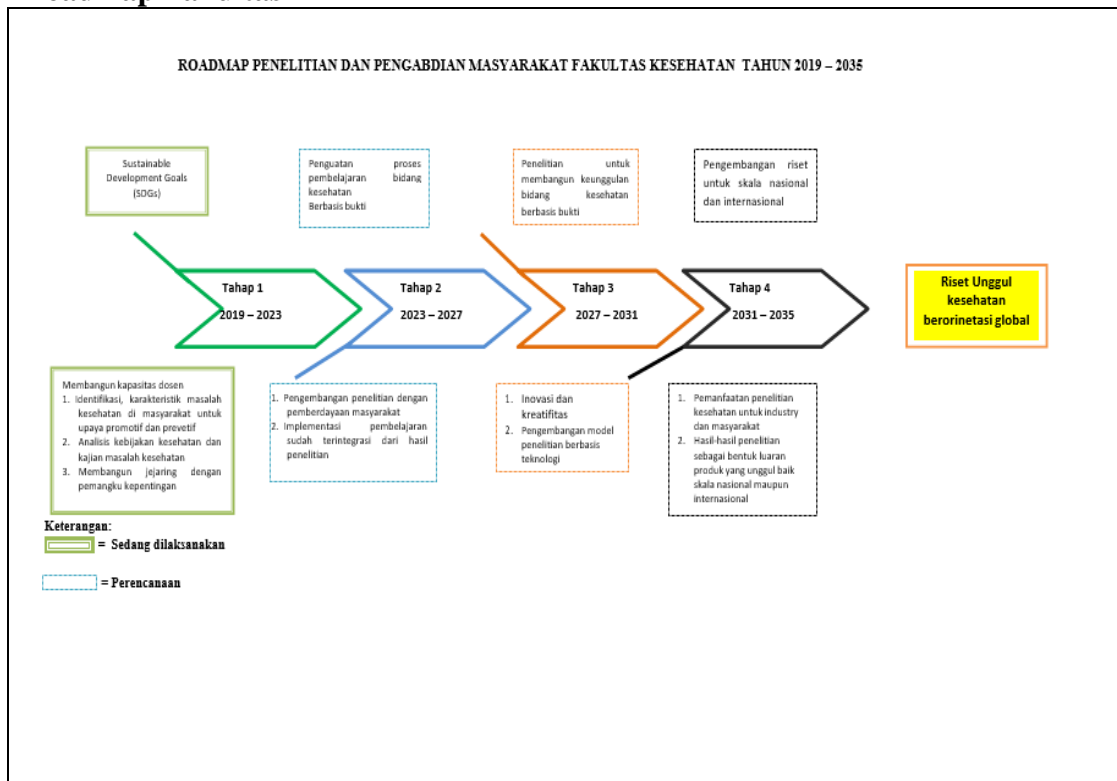 ROADMAP PENELITIAN DAN PENGABDIAN MASYARAKAT FAKULTAS KESEHATAN TAHUN 2019 – 2035
Sustainable
Development Goals
(SDGs)
Penguatan proses
pembelajaran bidang
kesehatan
Berbasis bukti
Penelitian untuk
membangun keunggulan
bidang kesehatan
berbasis bukti
Pengembangan riset
untuk skala nasional
dan internasional
Tahap 1
2019 – 2023
Tahap 2
2023 – 2027
Tahap 3
2027 – 2031
Tahap 4
2031 – 2035
Riset Unggul
kesehatan
berorinetasi global
Membangun kapasitas dosen
1. Identifikasi, karakteristik masalah
kesehatan di masyarakat untuk
upaya promotif dan prevetif
2. Analisis kebijakan kesehatan dan
kajian masalah kesehatan
3. Membangun jejaring dengan
pemangku kepentingan
1. Pengembangan penelitian dengan
pemberdayaan masyarakat
2. Implementasi pembelajaran
sudah terintegrasi dari hasil
penelitian
1. Inovasi dan
kreatifitas
2. Pengembangan model
penelitian berbasis
teknologi
1. Pemanfaatan penelitian
kesehatan untuk industry
dan masyarakat
2. Hasil-hasil penelitian
sebagai bentuk luaran
produk yang unggul baik
skala nasional maupun
internasional
Keterangan:
= Sedang dilaksanakan
= Perencanaan